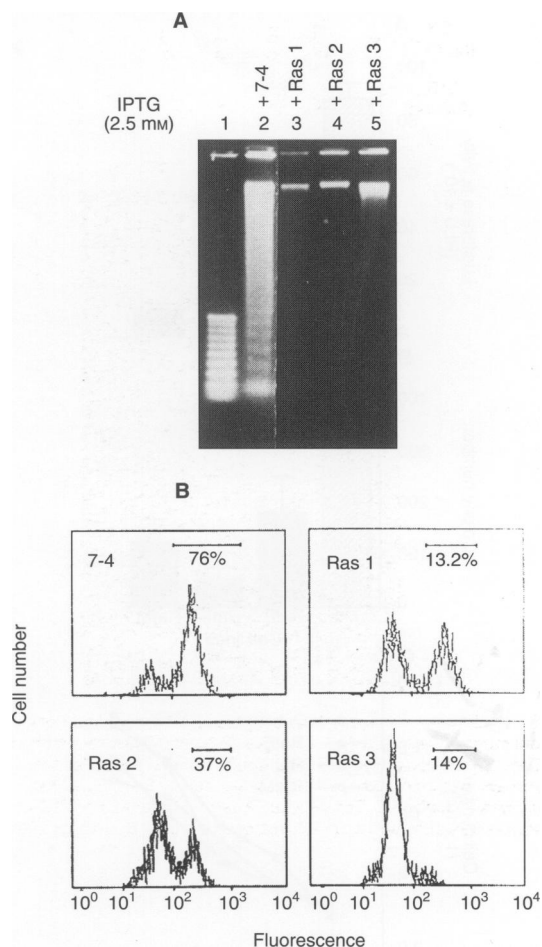 A
IPTG
(2.5 mM)
1
2 + 7-4
3 + Ras 1
4 + Ras 2
5 + Ras 3
B
7-4
76%
Ras 1
13.2%
Ras 2
37%
Ras 3
14%
Cell number
10⁰ 10¹ 10² 10³ 10⁴
10⁰ 10¹ 10² 10³ 10⁴
Fluorescence